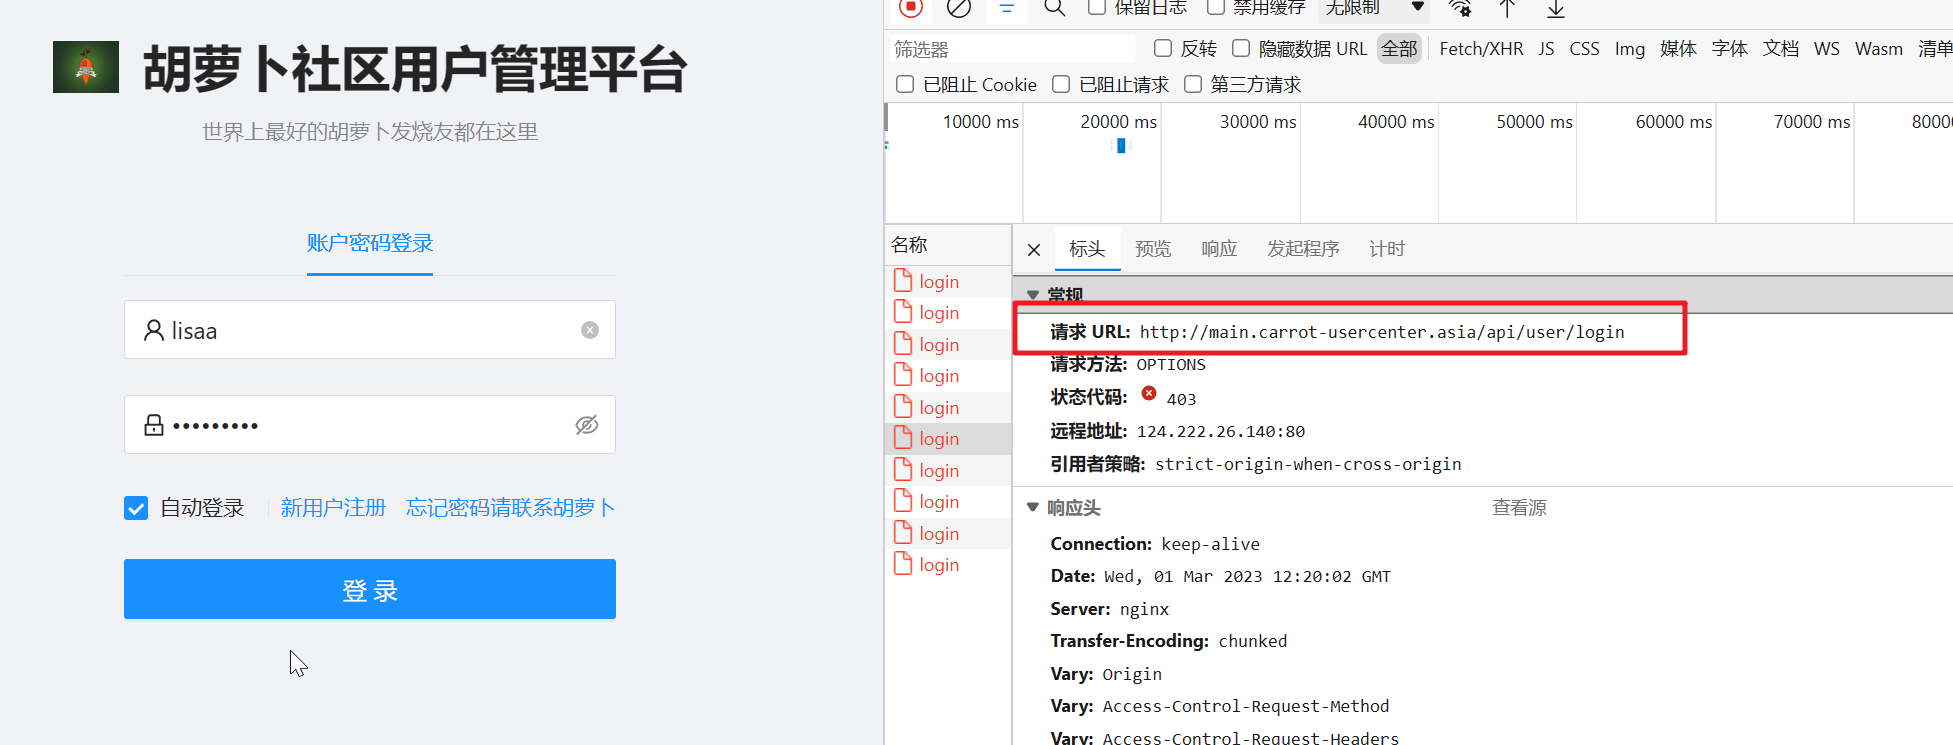 胡萝卜社区用户管理平台
世界上最好的胡萝卜发烧友都在这里
账户密码登录
lisaa
•••••••••
自动登录 新用户注册 忘记密码请联系胡萝卜
登 录
保留日志 禁用缓存 无限制
筛选器 反转 隐藏数据 URL 全部 Fetch/XHR JS CSS Img 媒体 字体 文档 WS Wasm 清单
已阻止 Cookie 已阻止请求 第三方请求
10000 ms 20000 ms 30000 ms 40000 ms 50000 ms 60000 ms 70000 ms 8000
名称
login
login
login
login
login
login
login
login
login
login
标头 预览 响应 发起程序 计时
常规
请求 URL: http://main.carrot-usercenter.asia/api/user/login
请求方法: OPTIONS
状态代码: 403
远程地址: 124.222.26.140:80
引用者策略: strict-origin-when-cross-origin
响应头 查看源
Connection: keep-alive
Date: Wed, 01 Mar 2023 12:20:02 GMT
Server: nginx
Transfer-Encoding: chunked
Vary: Origin
Vary: Access-Control-Request-Method
Vary: Access-Control-Request-Headers